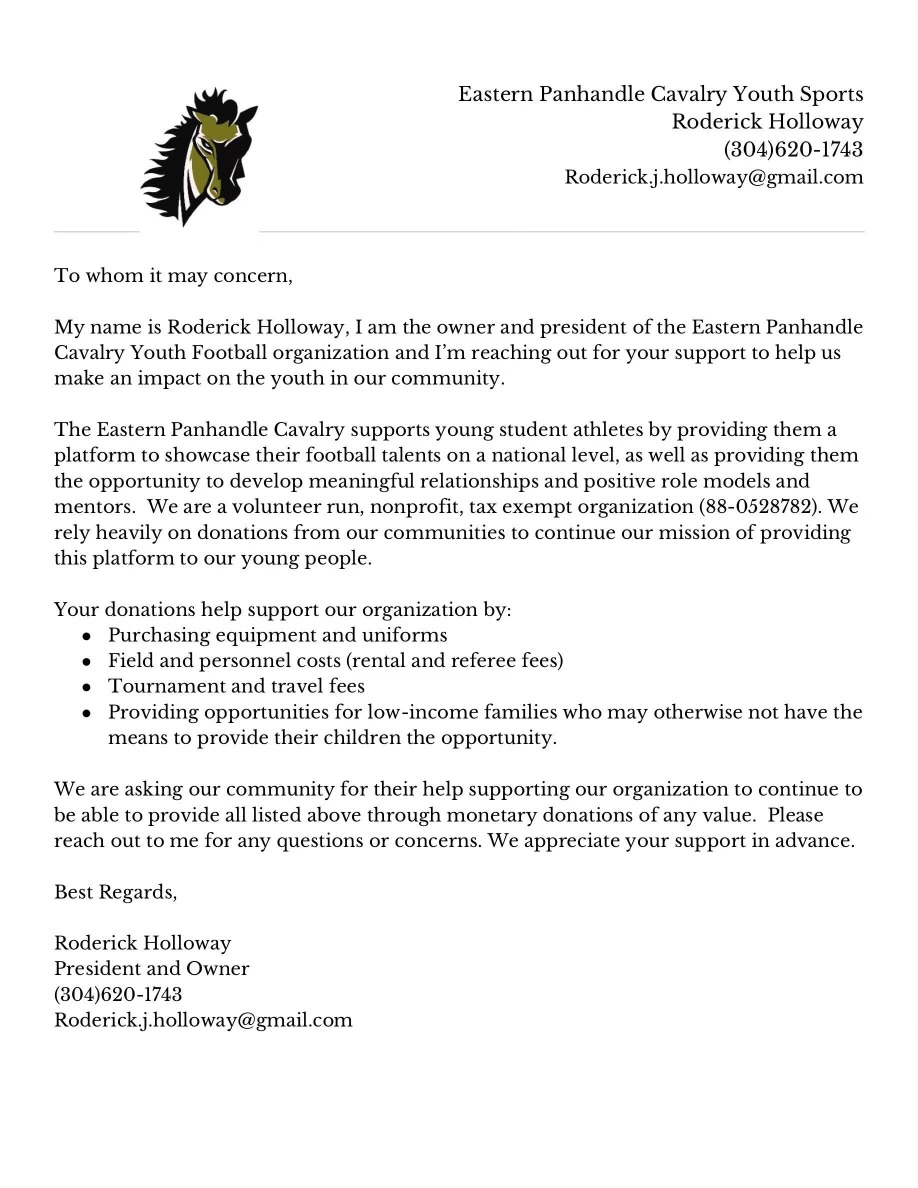 Eastern Panhandle Cavalry Youth Sports
Roderick Holloway
(304)620-1743
Roderick.j.holloway@gmail.com
To whom it may concern,
My name is Roderick Holloway, I am the owner and president of the Eastern Panhandle
Cavalry Youth Football organization and I’m reaching out for your support to help us
make an impact on the youth in our community.
The Eastern Panhandle Cavalry supports young student athletes by providing them a
platform to showcase their football talents on a national level, as well as providing them
the opportunity to develop meaningful relationships and positive role models and
mentors.  We are a volunteer run, nonprofit, tax exempt organization (88-0528782). We
rely heavily on donations from our communities to continue our mission of providing
this platform to our young people.
Your donations help support our organization by:
● Purchasing equipment and uniforms
● Field and personnel costs (rental and referee fees)
● Tournament and travel fees
● Providing opportunities for low-income families who may otherwise not have the
means to provide their children the opportunity.
We are asking our community for their help supporting our organization to continue to
be able to provide all listed above through monetary donations of any value.  Please
reach out to me for any questions or concerns. We appreciate your support in advance.
Best Regards,
Roderick Holloway
President and Owner
(304)620-1743
Roderick.j.holloway@gmail.com